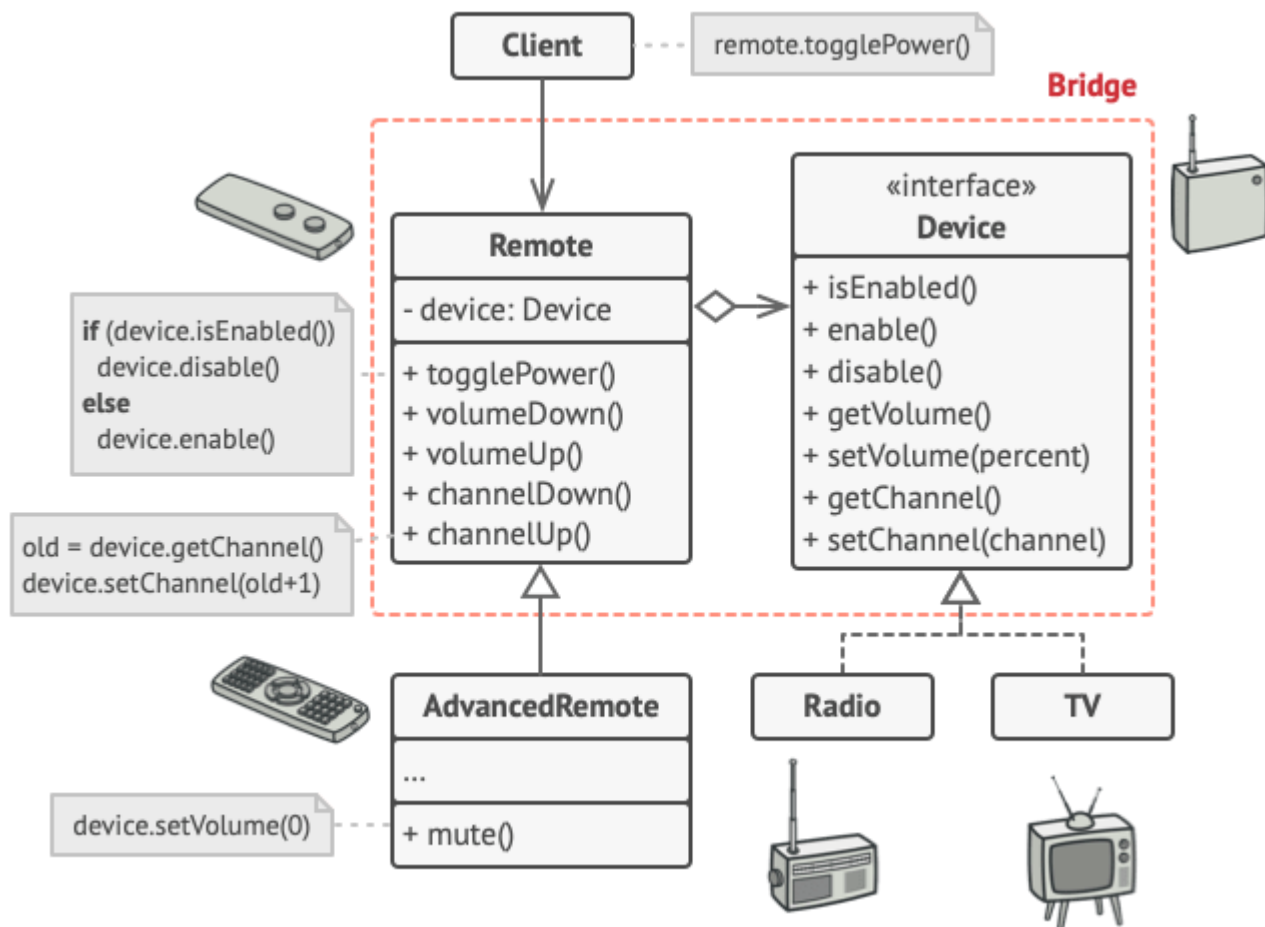 Client
remote.togglePower()
Bridge
«interface»
Device
+ isEnabled()
+ enable()
+ disable()
+ getVolume()
+ setVolume(percent)
+ getChannel()
+ setChannel(channel)
Remote
- device: Device
+ togglePower()
+ volumeDown()
+ volumeUp()
+ channelDown()
+ channelUp()
if (device.isEnabled())
device.disable()
else
device.enable()
old = device.getChannel()
device.setChannel(old+1)
AdvancedRemote
...
+ mute()
device.setVolume(0)
Radio
TV